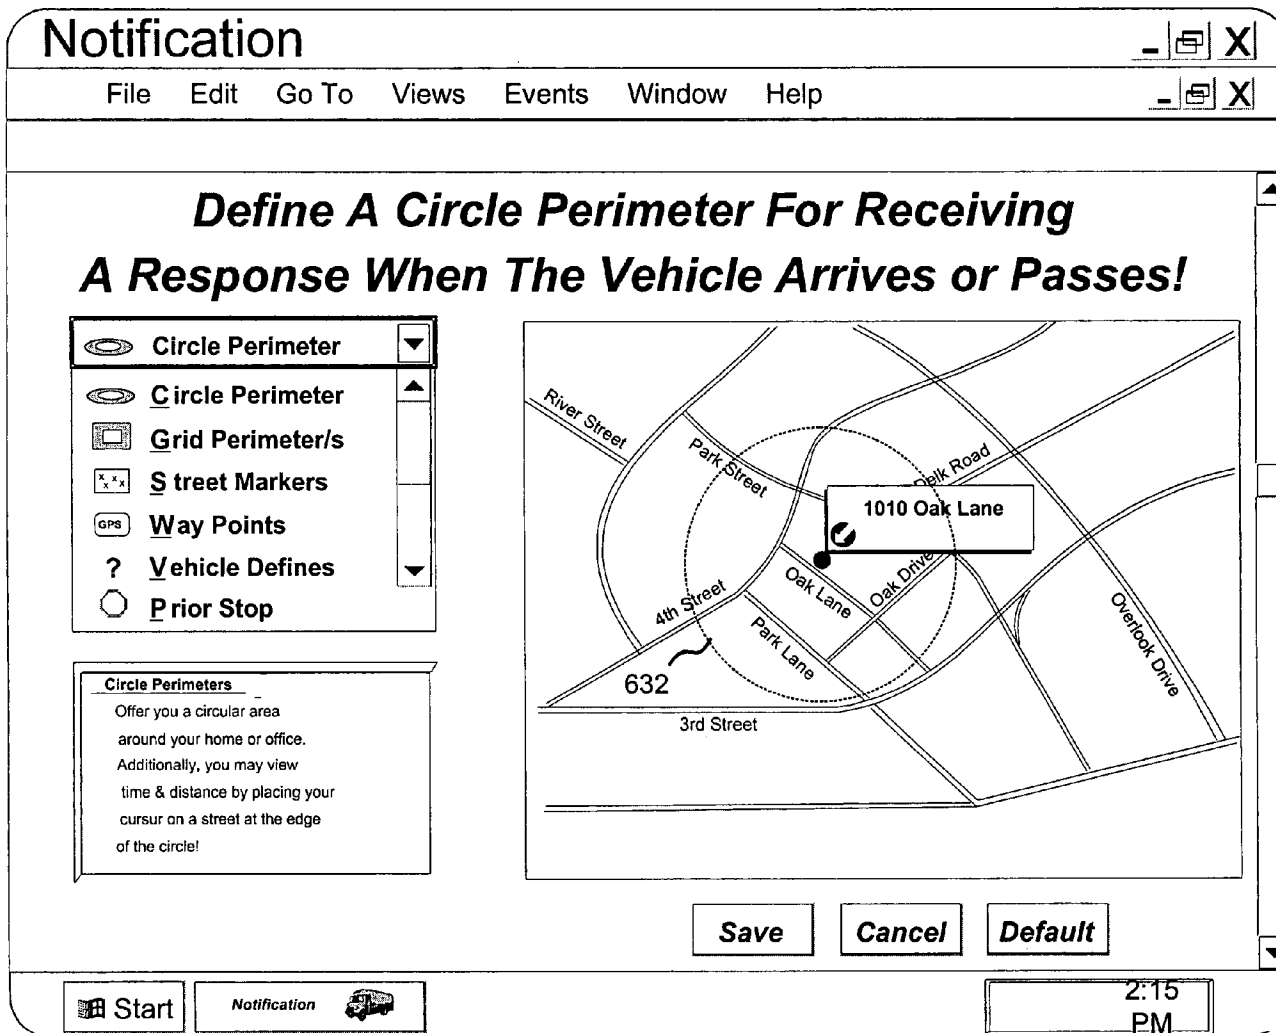 Notification
File Edit Go To Views Events Window Help
Define A Circle Perimeter For Receiving
A Response When The Vehicle Arrives or Passes!
Circle Perimeter
Circle Perimeter
Grid Perimeter/s
Street Markers
GPS Way Points
? Vehicle Defines
Prior Stop
Circle Perimeters
Offer you a circular area
around your home or office.
Additionally, you may view
time & distance by placing your
cursur on a street at the edge
of the circle!
River Street
Park Street
Delk Road
1010 Oak Lane
Oak Lane
Oak Drive
4th Street
Park Lane
Overlook Drive
632
3rd Street
Save Cancel Default
Start Notification 2:15
PM